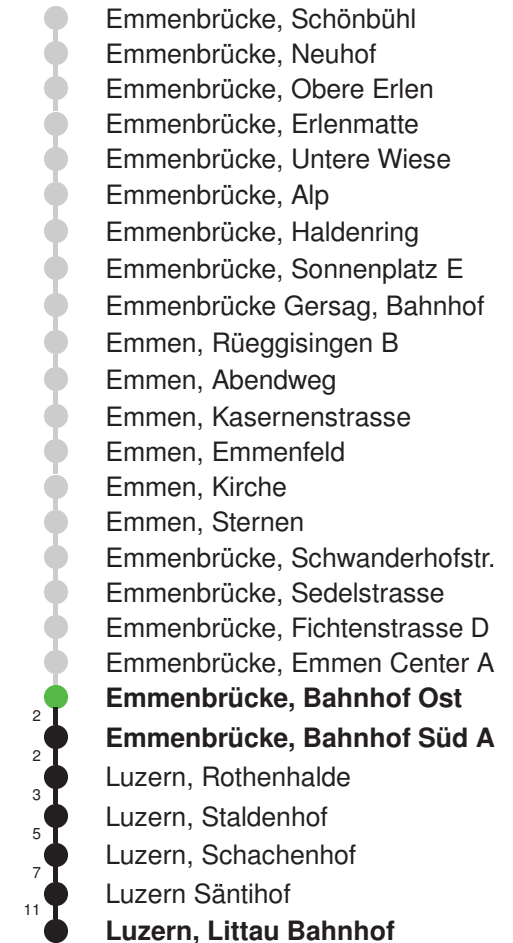 Emmenbrücke, Schönbühl
Emmenbrücke, Neuhof
Emmenbrücke, Obere Erlen
Emmenbrücke, Erlenmatte
Emmenbrücke, Untere Wiese
Emmenbrücke, Alp
Emmenbrücke, Haldenring
Emmenbrücke, Sonnenplatz E
Emmenbrücke Gersag, Bahnhof
Emmen, Rüeggisingen B
Emmen, Abendweg
Emmen, Kasernenstrasse
Emmen, Emmenfeld
Emmen, Kirche
Emmen, Sternen
Emmenbrücke, Schwanderhofstr.
Emmenbrücke, Sedelstrasse
Emmenbrücke, Fichtenstrasse D
Emmenbrücke, Emmen Center A
Emmenbrücke, Bahnhof Ost
2
Emmenbrücke, Bahnhof Süd A
2
Luzern, Rothenhalde
3
Luzern, Staldenhof
5
Luzern, Schachenhof
7
Luzern Säntihof
11
Luzern, Littau Bahnhof